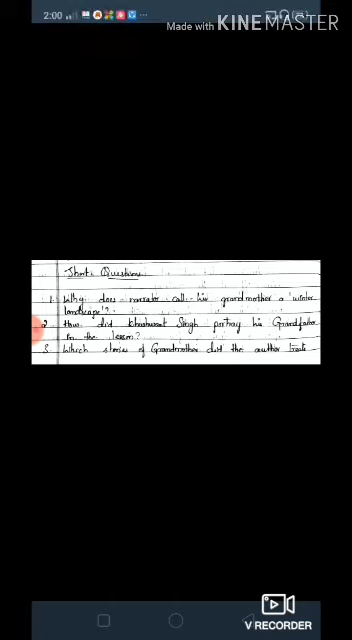 2:00
Made with KINEMASTER
Short Questions
1. Why does narrator call his grandmother a 'winter
landscape'?
2. How did Khushwant Singh portray his Grandfather
in the lesson?
3. Which stories of Grandmother did the author treats
V RECORDER